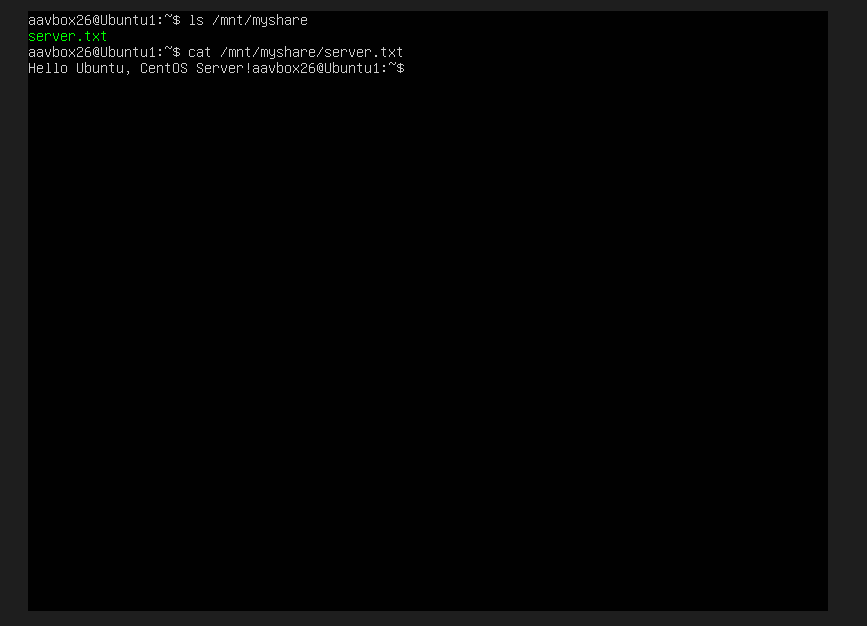 aavbox26@Ubuntu1:~$ ls /mnt/myshare
server.txt
aavbox26@Ubuntu1:~$ cat /mnt/myshare/server.txt
Hello Ubuntu, CentOS Server!aavbox26@Ubuntu1:~$